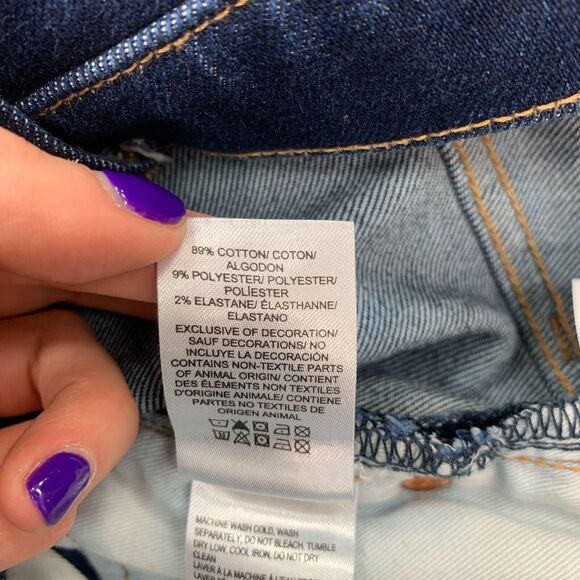 89% COTTON/ COTON/
ALGODON
9% POLYESTER/ POLYESTER/
POLÍESTER
2% ELASTANE/ ÉLASTHANNE/
ELASTANO
EXCLUSIVE OF DECORATION/
SAUF DECORATIONS/ NO
INCLUYE LA DECORACIÓN
CONTAINS NON-TEXTILE PARTS
OF ANIMAL ORIGIN/ CONTIENT
DES ÉLÉMENTS NON TEXTILES
D'ORIGINE ANIMALE/ CONTIENE
PARTES NO TEXTILES DE
ORIGEN ANIMAL
MACHINE WASH COLD, WASH
SEPARATELY, DO NOT BLEACH, TUMBLE
DRY LOW, COOL IRON, DO NOT DRY
CLEAN
LAVER À LA MACHINE À L'EAU